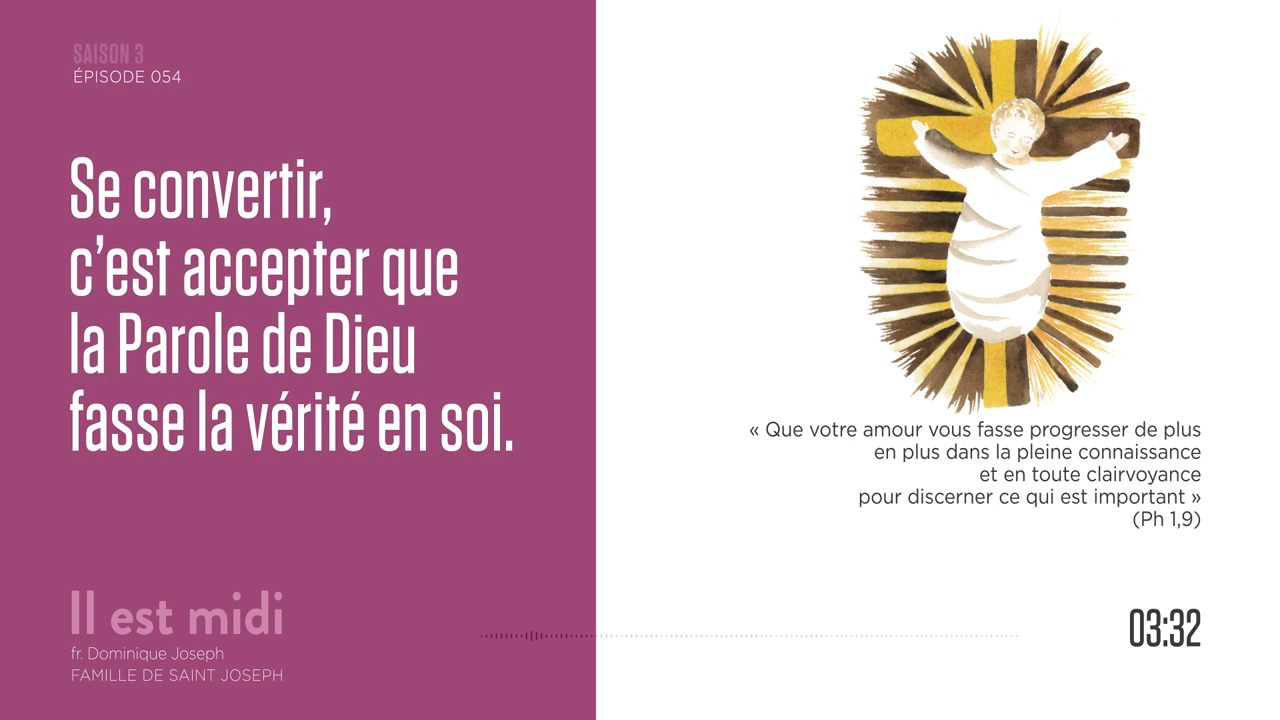 SAISON 3
ÉPISODE 054
Se convertir,
c’est accepter que
la Parole de Dieu
fasse la vérité en soi.
Il est midi
fr. Dominique Joseph
FAMILLE DE SAINT JOSEPH
« Que votre amour vous fasse progresser de plus
en plus dans la pleine connaissance
et en toute clairvoyance
pour discerner ce qui est important »
(Ph 1,9)
03:32